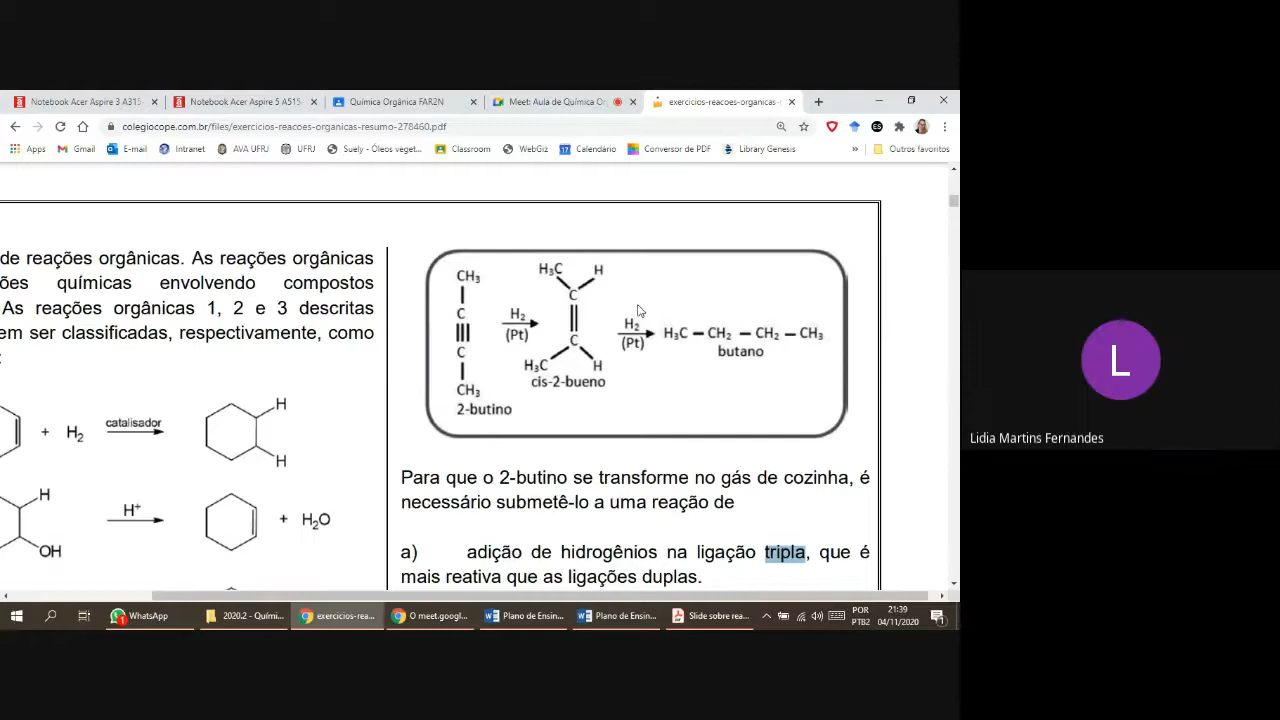 Notebook Acer Aspire 3 A315
Notebook Acer Aspire 5 A515
Química Orgânica FAR2N
Meet: Aula de Química Or
exercicios-reacoes-organicas-
colegiocope.com.br/files/exercicios-reacoes-organicas-resumo-278460.pdf
Apps
Gmail
E-mail
Intranet
AVA UFRJ
UFRJ
Suely - Óleos veget...
Classroom
WebGiz
Calendário
Conversor de PDF
Library Genesis
»
Outros favoritos
de reações orgânicas. As reações orgânicas
ões químicas envolvendo compostos
As reações orgânicas 1, 2 e 3 descritas
em ser classificadas, respectivamente, como
:
+ H₂ catalisador H
H
H
OH
H⁺
+ H₂O
CH₃
C
C
CH₃
2-butino
H₂
(Pt)
H₃C H
C
C
H₃C H
cis-2-bueno
H₂
(Pt)
H₃C – CH₂ – CH₂ – CH₃
butano
Para que o 2-butino se transforme no gás de cozinha, é
necessário submetê-lo a uma reação de
a) adição de hidrogênios na ligação tripla, que é
mais reativa que as ligações duplas.
L
Lidia Martins Fernandes
WhatsApp
1
2020.2 - Quími...
exercicios-rea...
O meet.googl...
Plano de Ensin...
Plano de Ensin...
Slide sobre rea...
POR
PTB2
21:39
04/11/2020
1